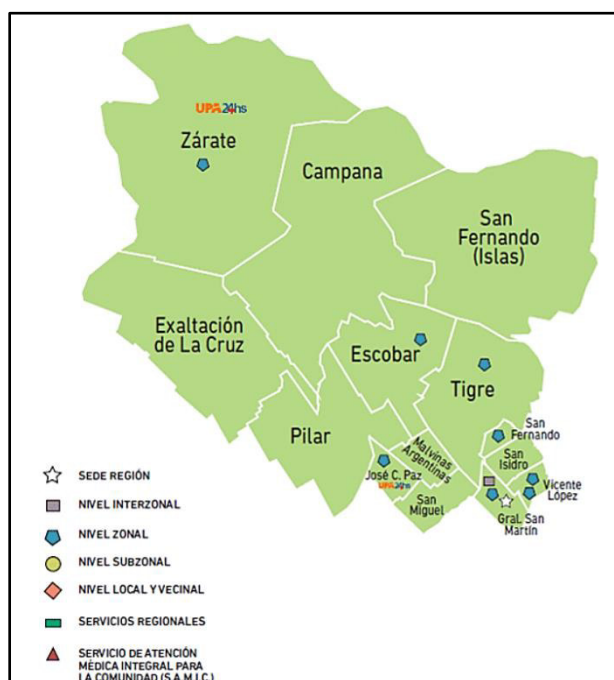 UPA24hs
Zárate
Campana
San
Fernando
(Islas)
Exaltación
de La Cruz
Escobar
Tigre
Pilar
Malvinas
Argentinas
San
Fernando
San
Isidro
José C. Paz
UPA24hs
Vicente
López
San
Miguel
Gral. San
Martín
SEDE REGIÓN
NIVEL INTERZONAL
NIVEL ZONAL
NIVEL SUBZONAL
NIVEL LOCAL Y VECINAL
SERVICIOS REGIONALES
SERVICIO DE ATENCIÓN
MÉDICA INTEGRAL PARA
LA COMUNIDAD (S.A.M.I.C.)